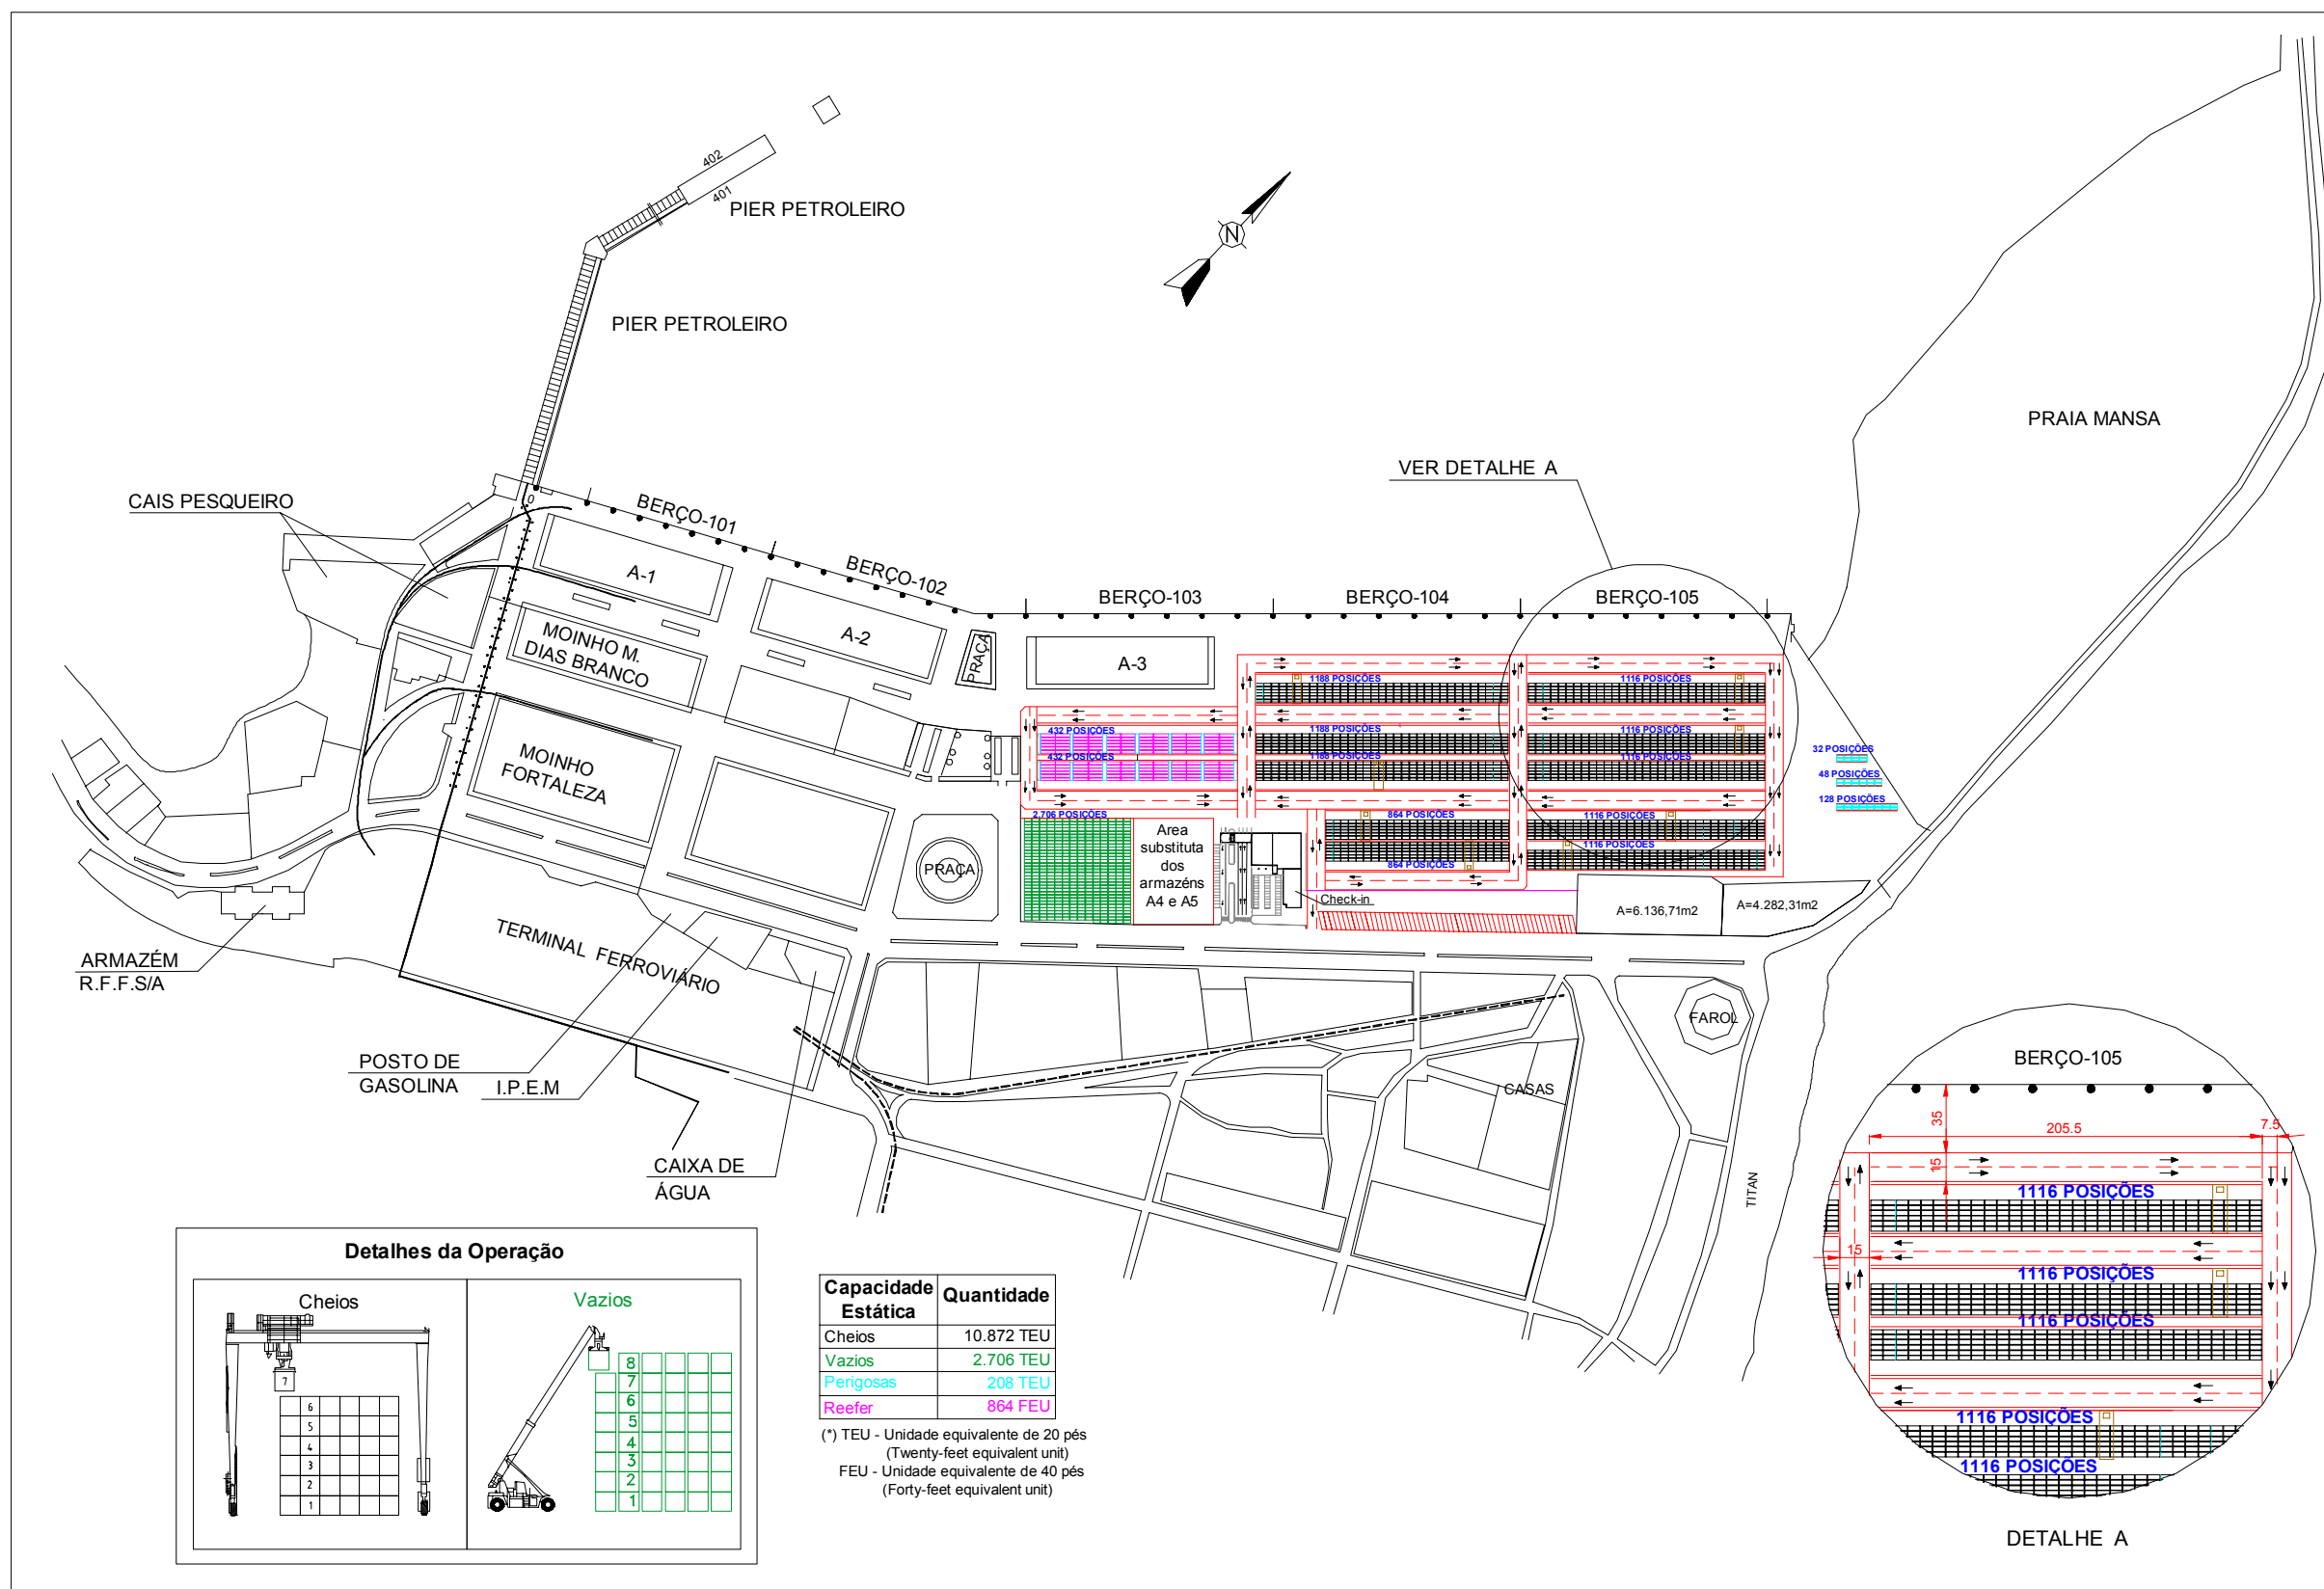 402
401
PIER PETROLEIRO
N
PIER PETROLEIRO
PRAIA MANSA
VER DETALHE A
CAIS PESQUEIRO
0
BERÇO-101
BERÇO-102
BERÇO-103
BERÇO-104
BERÇO-105
A-1
A-2
PRAÇA
A-3
MOINHO M.
DIAS BRANCO
MOINHO
FORTALEZA
1188 POSIÇÕES
1116 POSIÇÕES
432 POSIÇÕES
1188 POSIÇÕES
1116 POSIÇÕES
432 POSIÇÕES
1188 POSIÇÕES
1116 POSIÇÕES
32 POSIÇÕES
48 POSIÇÕES
128 POSIÇÕES
2.706 POSIÇÕES
864 POSIÇÕES
1116 POSIÇÕES
1116 POSIÇÕES
864 POSIÇÕES
Area
substituta
dos
armazéns
A4 e A5
PRAÇA
Check-in
A=6.136,71m2
A=4.282,31m2
TERMINAL FERROVIÁRIO
ARMAZÉM
R.F.F.S/A
POSTO DE
GASOLINA
I.P.E.M
CAIXA DE
ÁGUA
FAROL
CASAS
TITAN
BERÇO-105
35
205.5
7.5
15
1116 POSIÇÕES
15
1116 POSIÇÕES
1116 POSIÇÕES
1116 POSIÇÕES
1116 POSIÇÕES
DETALHE A
Detalhes da Operação
Cheios
7
6
5
4
3
2
1
Vazios
8
7
6
5
4
3
2
1
Capacidade Estática Quantidade
Cheios 10.872 TEU
Vazios 2.706 TEU
Perigosas 208 TEU
Reefer 864 FEU
(*) TEU - Unidade equivalente de 20 pés
(Twenty-feet equivalent unit)
FEU - Unidade equivalente de 40 pés
(Forty-feet equivalent unit)